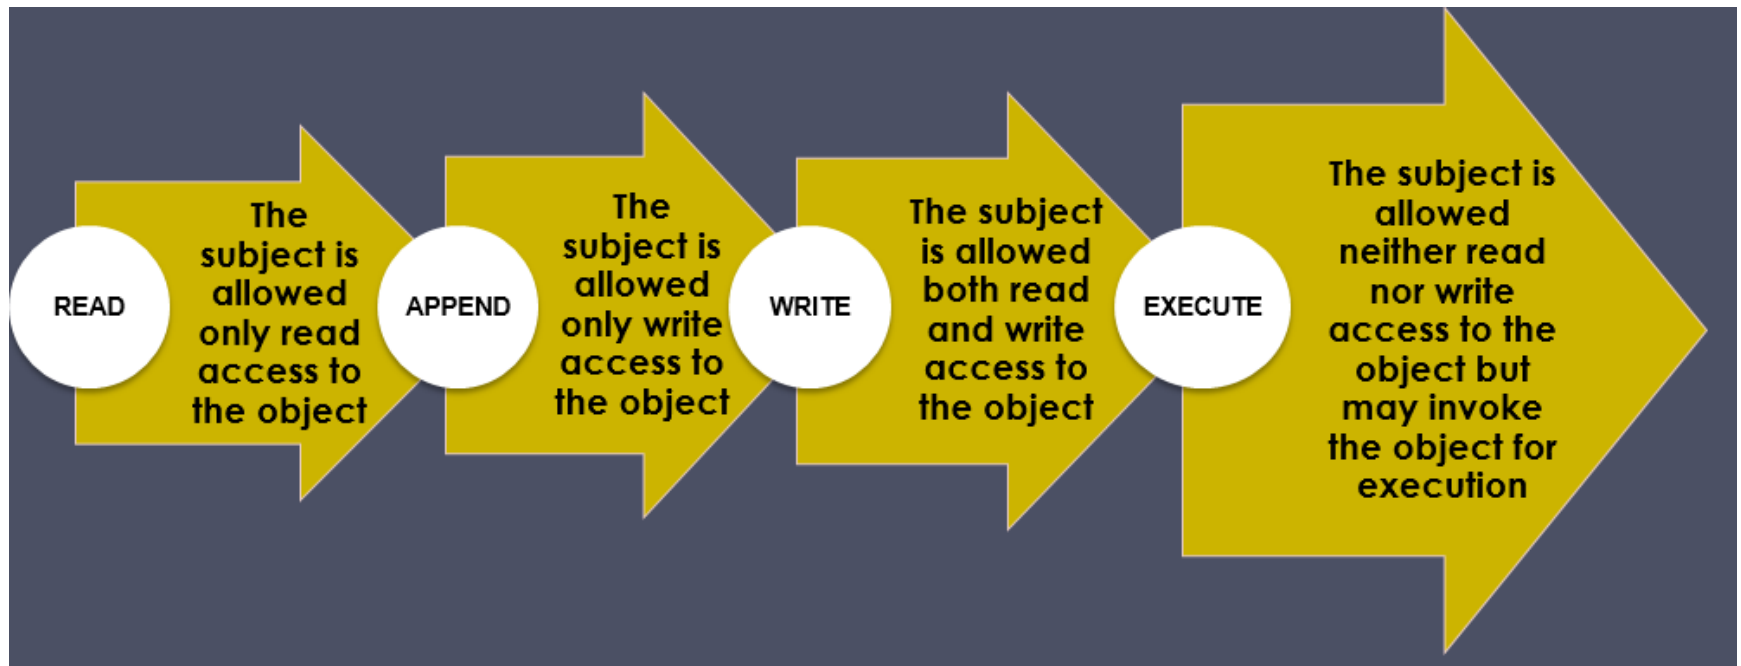 READ
The
subject is
allowed
only read
access to
the object
APPEND
The
subject is
allowed
only write
access to
the object
WRITE
The subject
is allowed
both read
and write
access to
the object
EXECUTE
The subject is
allowed
neither read
nor write
access to the
object but
may invoke
the object for
execution